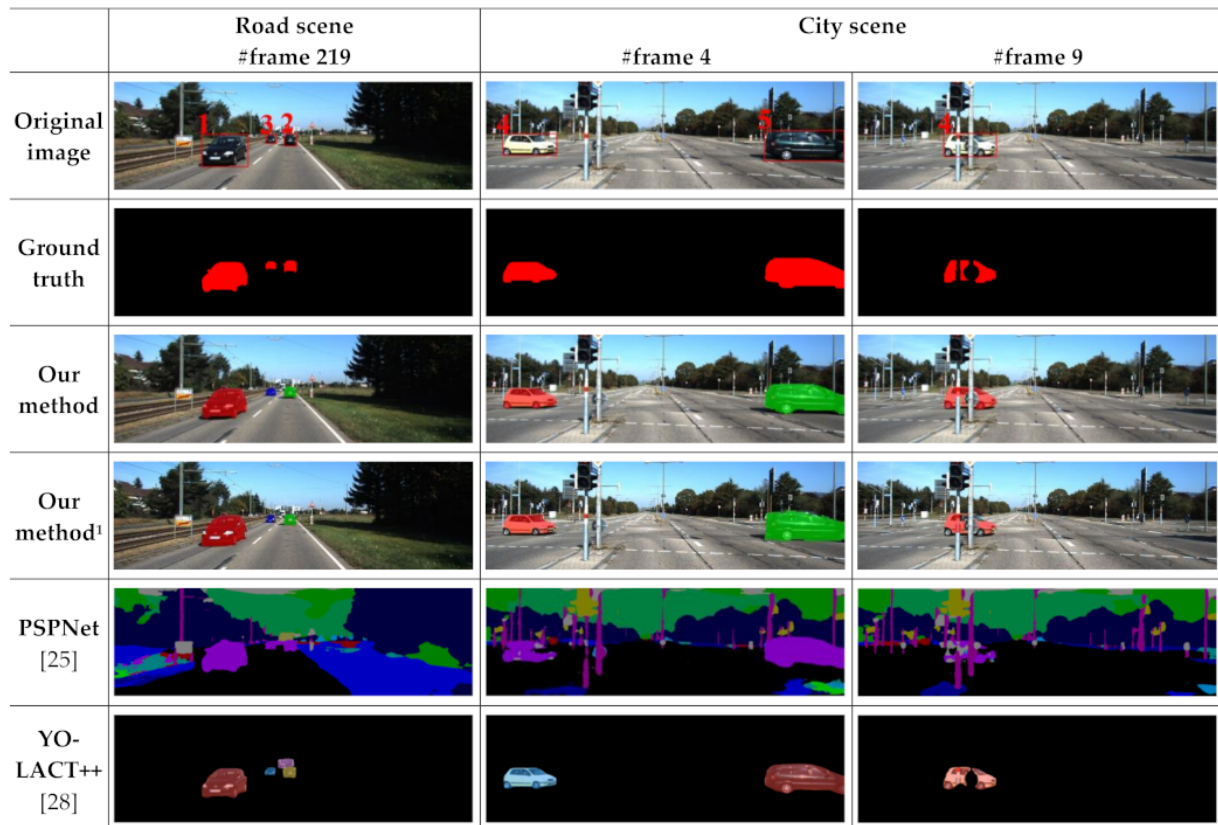 Road scene
#frame 219
City scene
#frame 4
#frame 9
Original
image
1
3 2
4
5
4
Ground
truth
Our
method
Our
method¹
PSPNet
[25]
YO-
LACT++
[28]